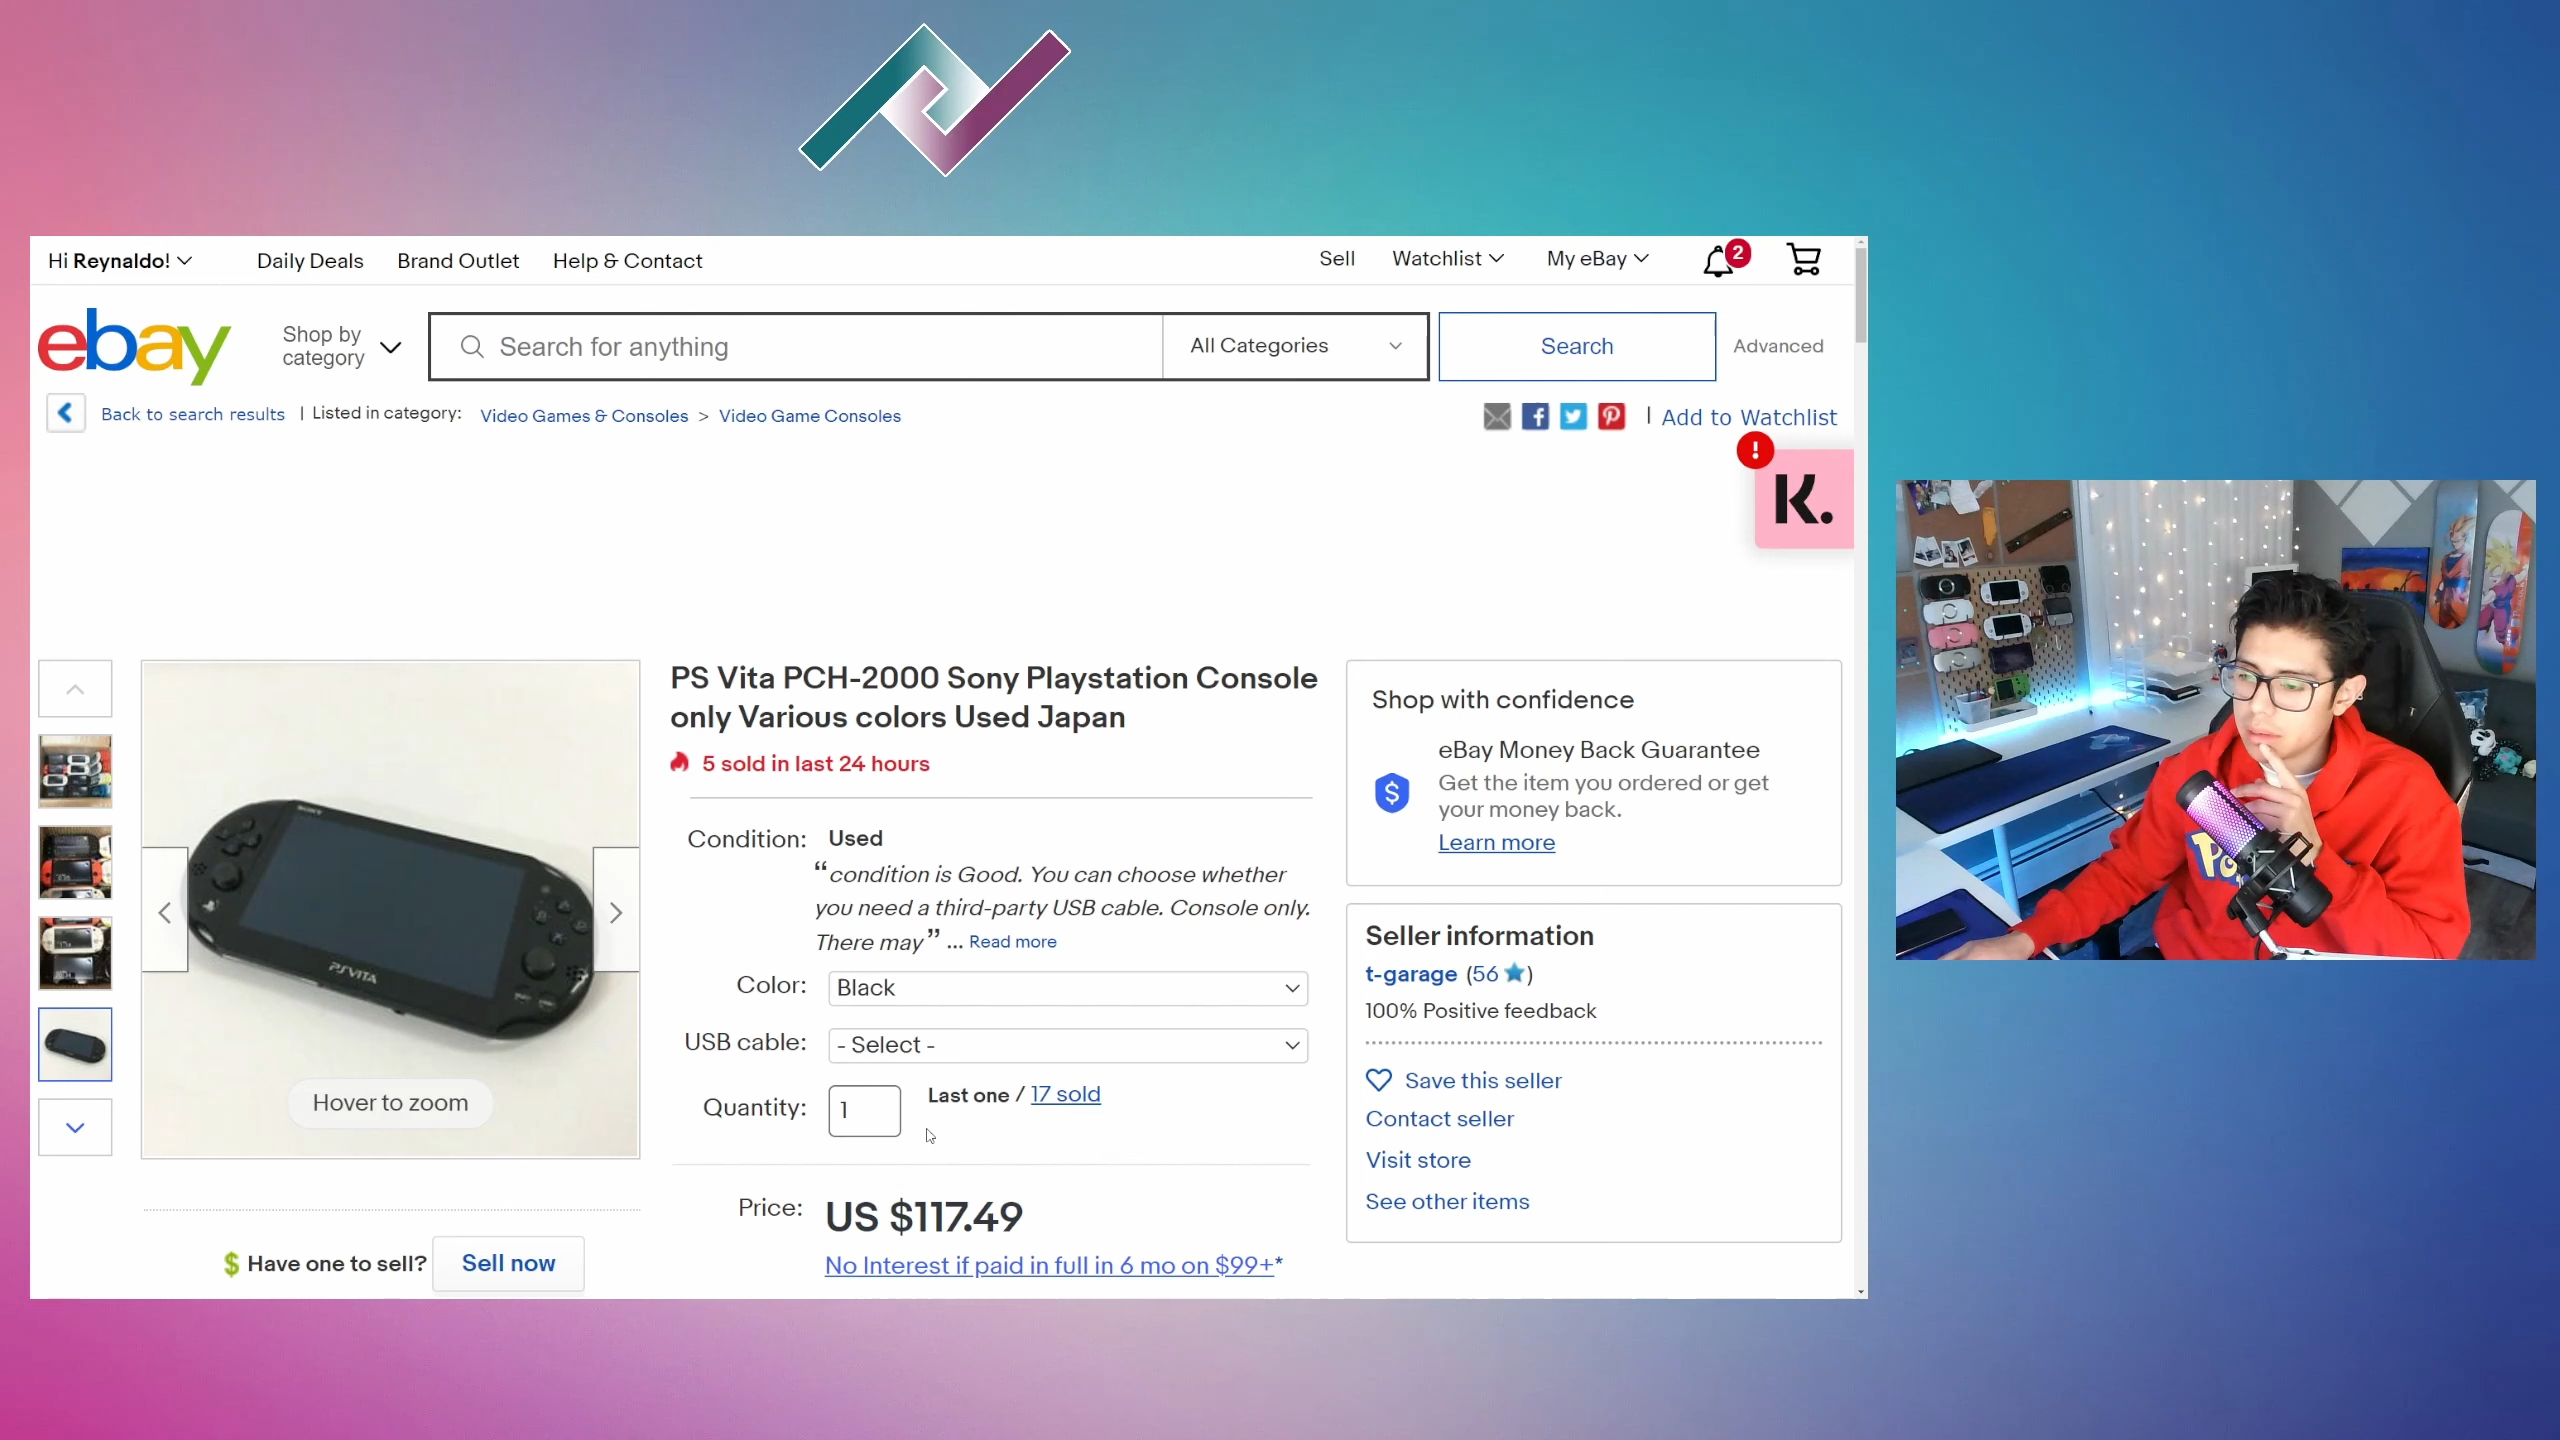 Hi Reynaldo!
Daily Deals
Brand Outlet
Help & Contact
Sell
Watchlist
My eBay
2
ebay
Shop by
category
Search for anything
All Categories
Search
Advanced
Back to search results
| Listed in category:
Video Games & Consoles > Video Game Consoles
| Add to Watchlist
!
K.
PS Vita PCH-2000 Sony Playstation Console
only Various colors Used Japan
5 sold in last 24 hours
Condition: Used
“condition is Good. You can choose whether
you need a third-party USB cable. Console only.
There may” ... Read more
Color: Black
USB cable: - Select -
Quantity: 1
Last one / 17 sold
Price: US $117.49
No Interest if paid in full in 6 mo on $99+*
SONY
PSVITA
Hover to zoom
Have one to sell? Sell now
Shop with confidence
eBay Money Back Guarantee
Get the item you ordered or get
your money back.
Learn more
Seller information
t-garage (56)
100% Positive feedback
Save this seller
Contact seller
Visit store
See other items